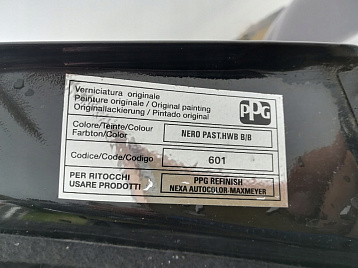 Verniciatura originale
Peinture originale / Original painting
Originallackierung / Pintado original
PPG
Colore/Teinte/Colour
Farbton/Color
NERO PAST.HWB B/B
Codice/Code/Codigo
601
PER RITOCCHI
USARE PRODOTTI
PPG REFINISH
NEXA AUTOCOLOR-MAXMEYER